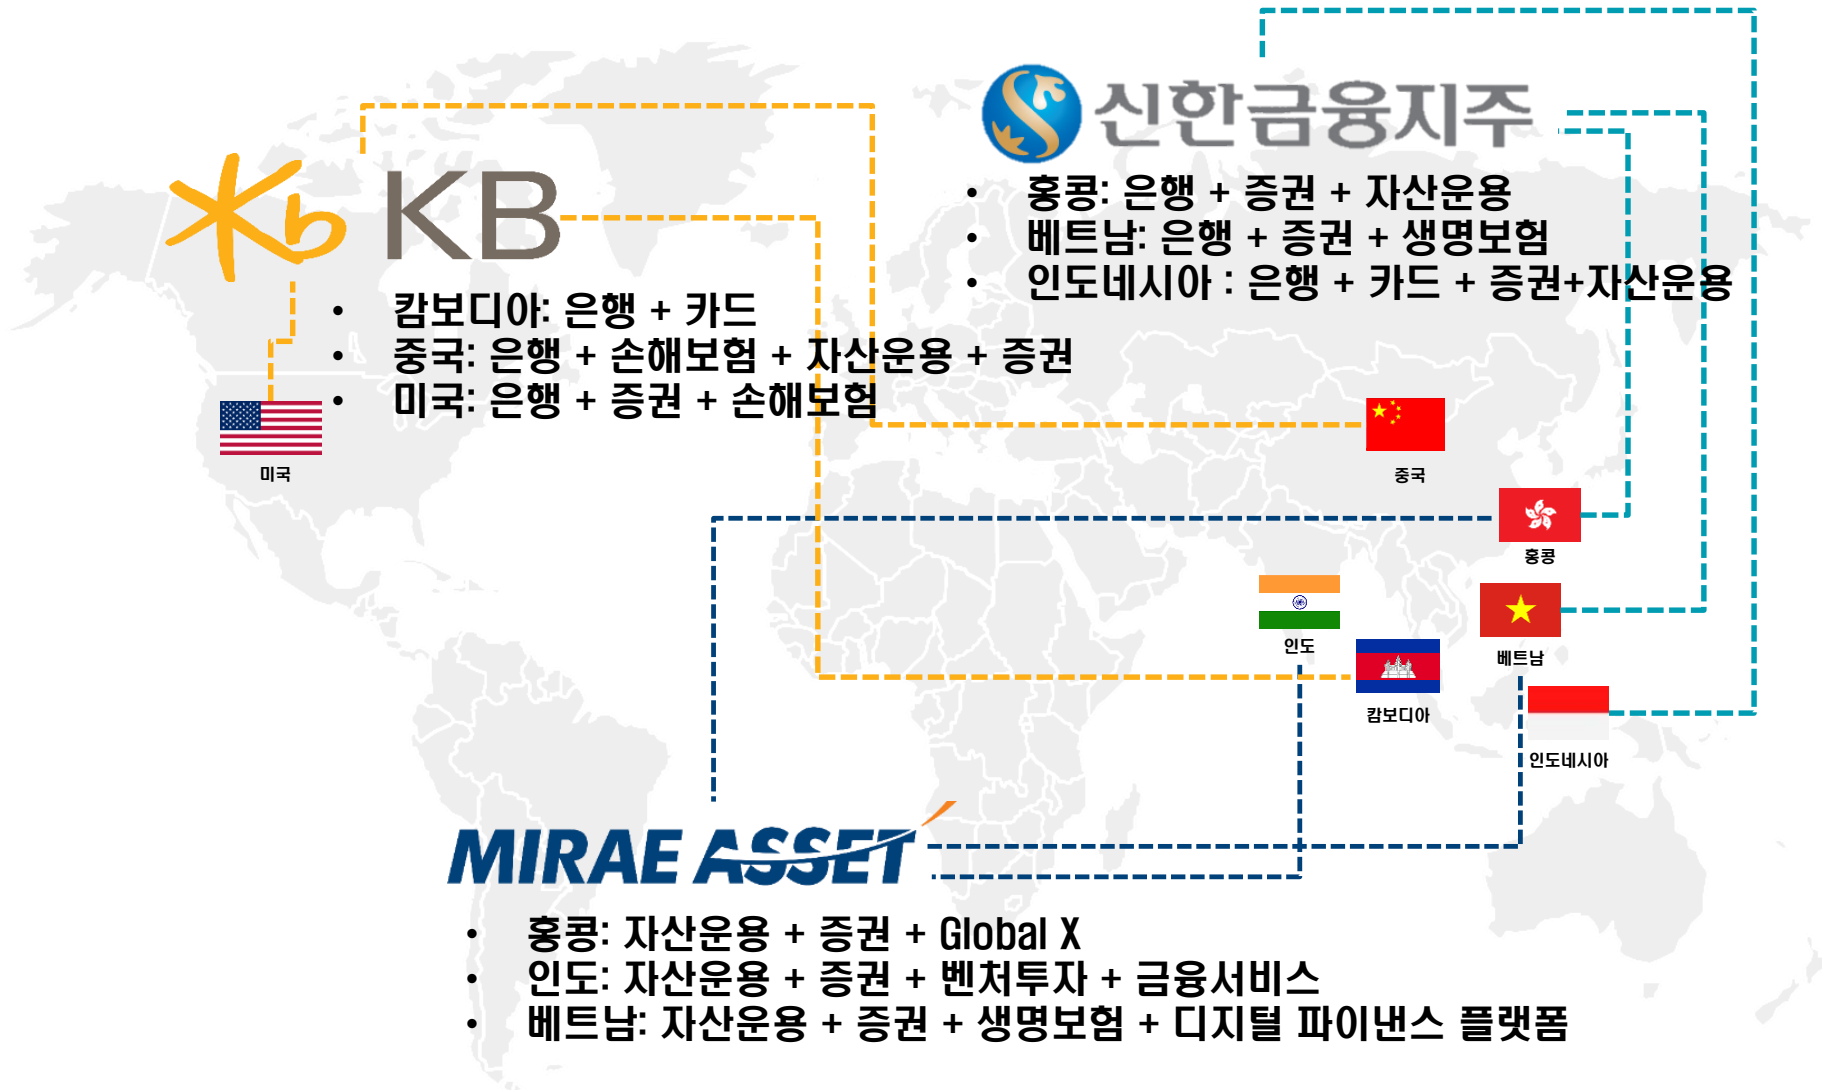 신한금융지주
• 홍콩: 은행 + 증권 + 자산운용
• 베트남: 은행 + 증권 + 생명보험
• 인도네시아 : 은행 + 카드 + 증권+자산운용
Kb KB
• 캄보디아: 은행 + 카드
• 중국: 은행 + 손해보험 + 자산운용 + 증권
• 미국: 은행 + 증권 + 손해보험
미국
중국
홍콩
인도
베트남
캄보디아
인도네시아
MIRAE ASSET
• 홍콩: 자산운용 + 증권 + Global X
• 인도: 자산운용 + 증권 + 벤처투자 + 금융서비스
• 베트남: 자산운용 + 증권 + 생명보험 + 디지털 파이낸스 플랫폼